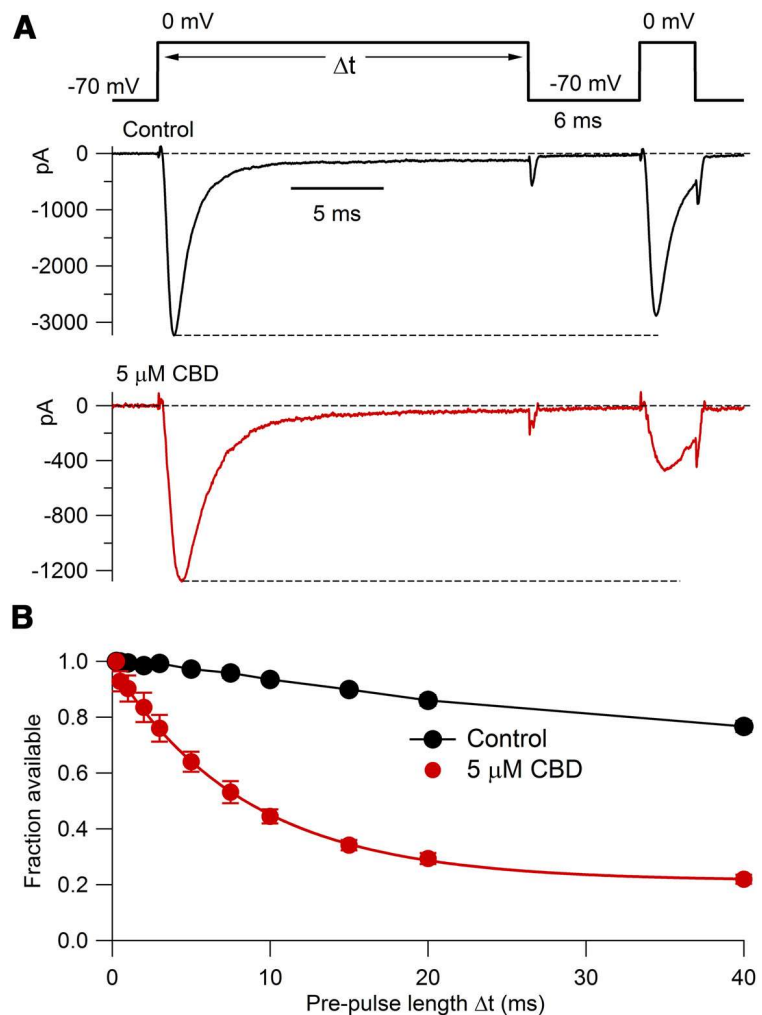 A
0 mV
0 mV
Δt
-70 mV
-70 mV
6 ms
Control
pA
0
-1000
-2000
-3000
5 ms
5 μM CBD
pA
0
-400
-800
-1200
B
Fraction available
1.0
0.8
0.6
0.4
0.2
0.0
Control
5 μM CBD
0
10
20
30
40
Pre-pulse length Δt (ms)